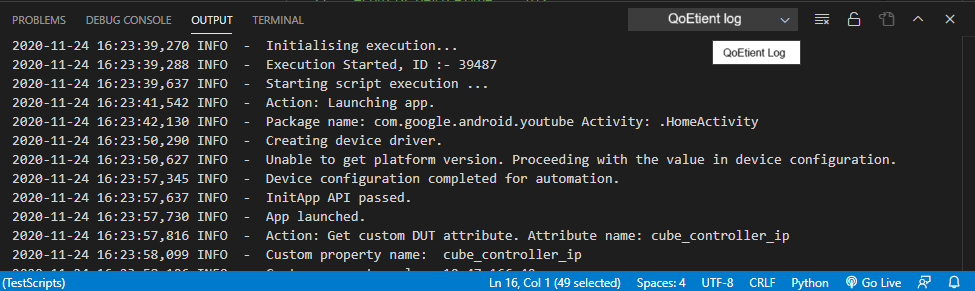 PROBLEMS DEBUG CONSOLE OUTPUT TERMINAL QoEtient log
QoEtient Log
2020-11-24 16:23:39,270 INFO - Initialising execution...
2020-11-24 16:23:39,288 INFO - Execution Started, ID :- 39487
2020-11-24 16:23:39,637 INFO - Starting script execution ...
2020-11-24 16:23:41,542 INFO - Action: Launching app.
2020-11-24 16:23:42,130 INFO - Package name: com.google.android.youtube Activity: .HomeActivity
2020-11-24 16:23:50,290 INFO - Creating device driver.
2020-11-24 16:23:50,627 INFO - Unable to get platform version. Proceeding with the value in device configuration.
2020-11-24 16:23:57,345 INFO - Device configuration completed for automation.
2020-11-24 16:23:57,637 INFO - InitApp API passed.
2020-11-24 16:23:57,730 INFO - App launched.
2020-11-24 16:23:57,816 INFO - Action: Get custom DUT attribute. Attribute name: cube_controller_ip
2020-11-24 16:23:58,099 INFO - Custom property name: cube_controller_ip
(TestScripts) Ln 16, Col 1 (49 selected) Spaces: 4 UTF-8 CRLF Python Go Live